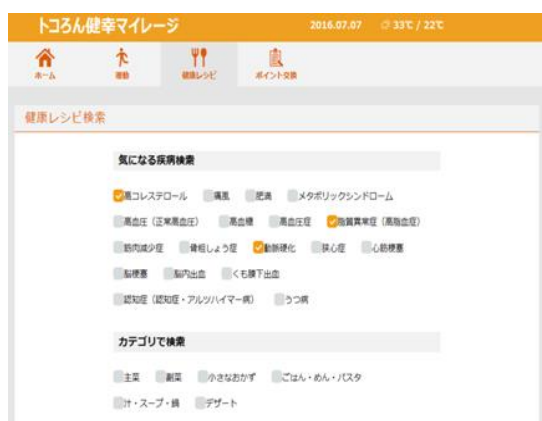 トコろん健幸マイレージ 2016.07.07 33℃ / 22℃
ホーム 運動 健康レシピ ポイント交換
健康レシピ検索
気になる疾病検索
高コレステロール 痛風 肥満 メタボリックシンドローム
高血圧（正常高血圧） 高血糖 高血圧症 脂質異常症（高脂血症）
筋肉減少症 骨粗しょう症 動脈硬化 狭心症 心筋梗塞
脳梗塞 脳内出血 くも膜下出血
認知症（認知症・アルツハイマー病） うつ病
カテゴリで検索
主菜 副菜 小さなおかず ごはん・めん・パスタ
汁・スープ・鍋 デザート